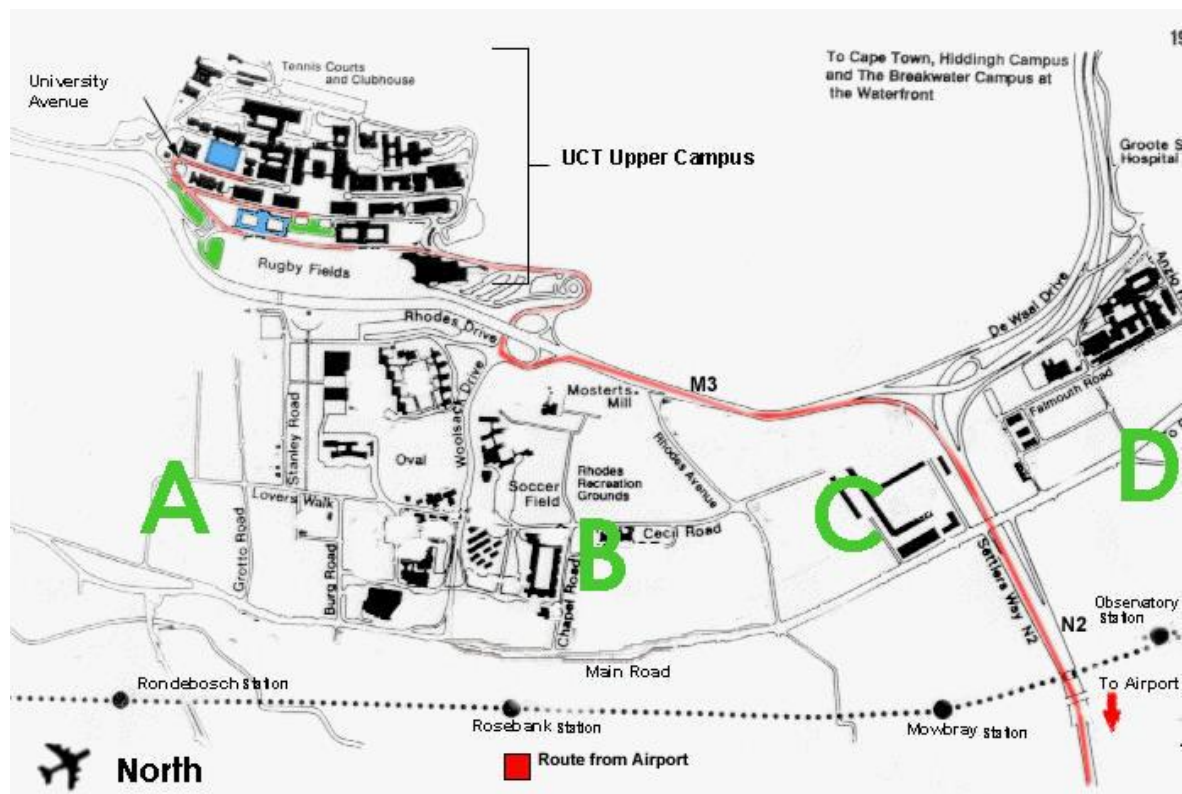 19
Tennis Courts
and Clubhouse
To Cape Town, Hiddingh Campus
and The Breakwater Campus at
the Waterfront
University
Avenue
UCT Upper Campus
Groote S
Hospital
Rugby Fields
Anzio
De Waal Drive
Rhodes Drive
M3
Mosterts
Mill
Falmouth Road
Woolsack Drive
Stanley Road
Rhodes Avenue
Oval
Soccer
Field
Rhodes
Recreation
Grounds
Lovers Walk
Cecil Road
A
B
C
D
Grotto Road
Burg Road
Chapel Road
Settlers Way N2
N2
Obsenatory
Station
Main Road
To Airport
Rondebosch Station
Rosebank Station
Mowbray Station
North
Route from Airport